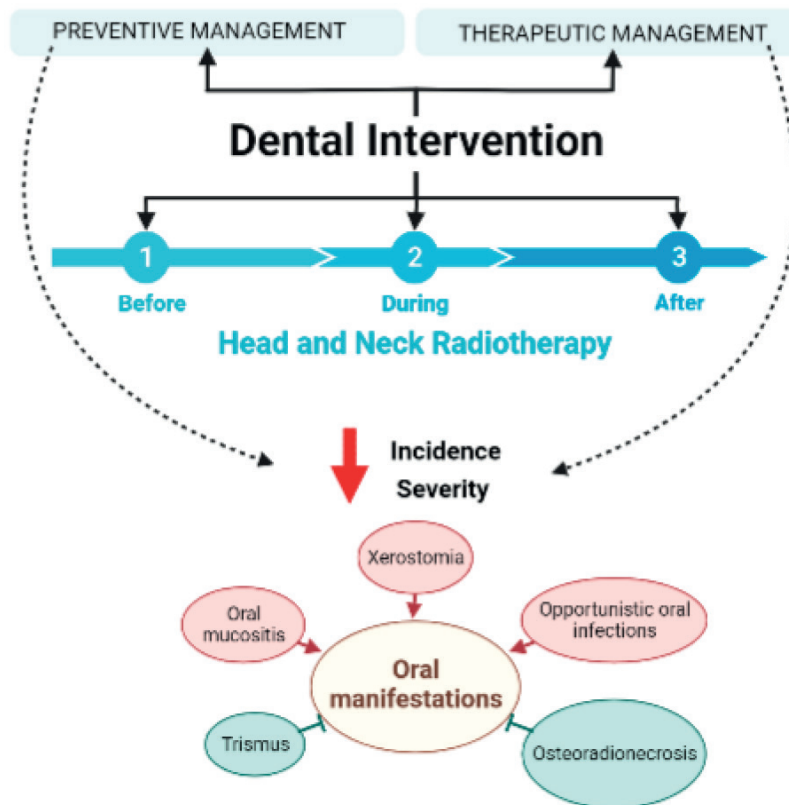 PREVENTIVE MANAGEMENT
THERAPEUTIC MANAGEMENT
Dental Intervention
1
2
3
Before
During
After
Head and Neck Radiotherapy
Incidence
Severity
Xerostomia
Oral
mucositis
Opportunistic oral
infections
Oral
manifestations
Trismus
Osteoradionecrosis